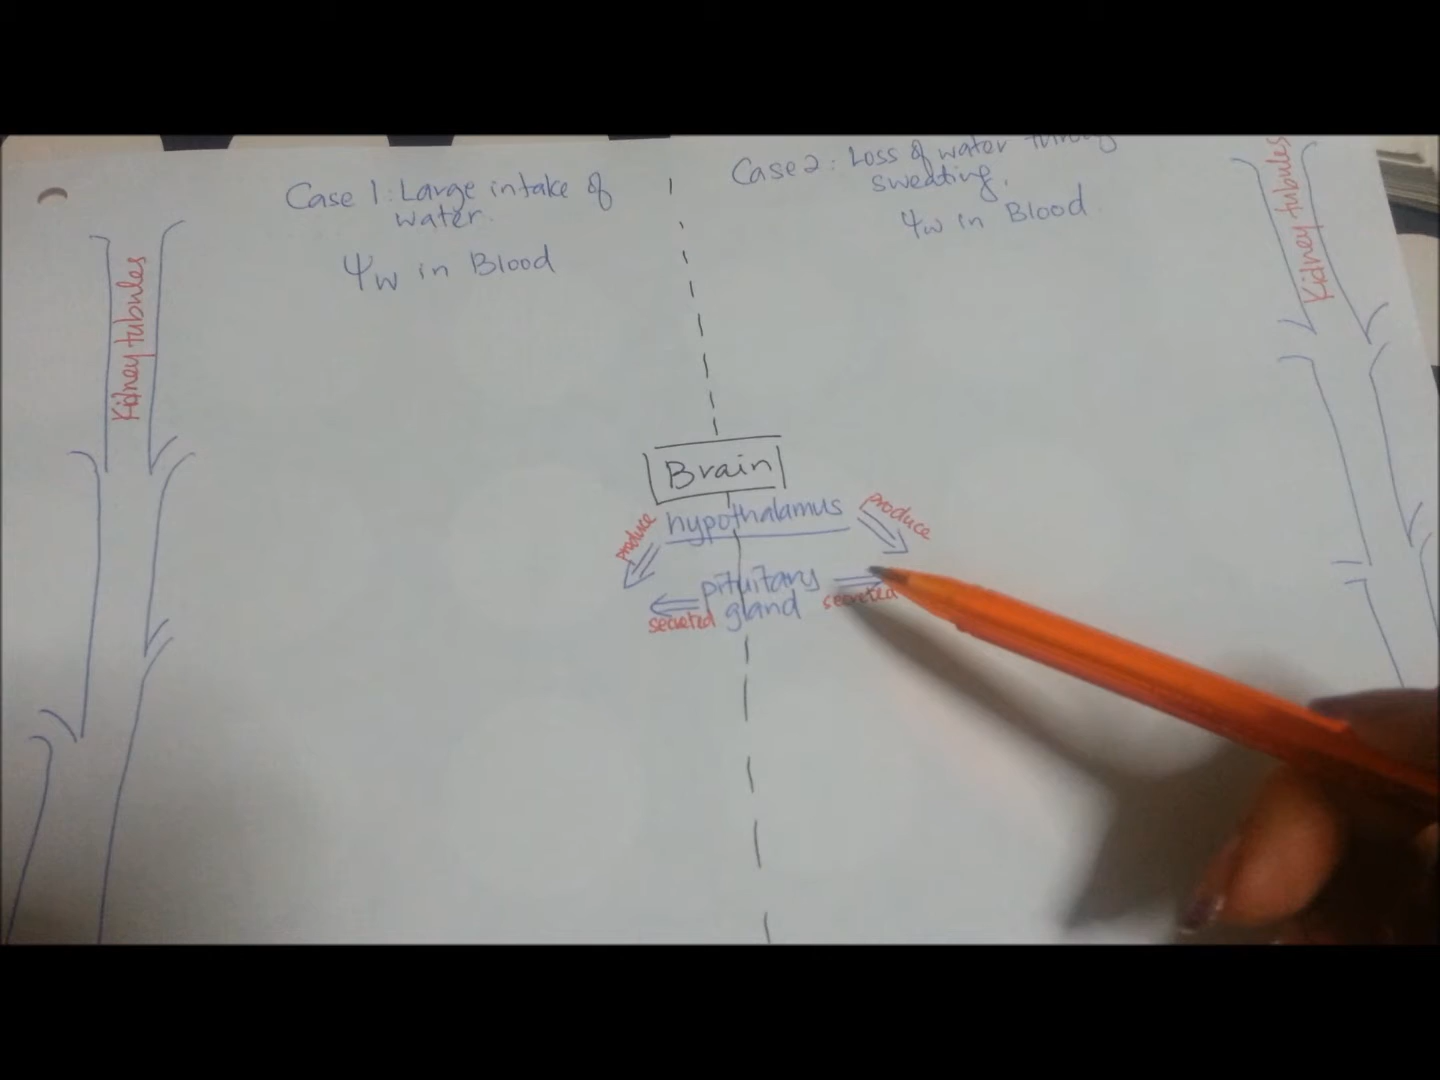 Case 1: Large intake of
water.
Ψw in Blood
Case 2: Loss of water
sweating.
Ψw in Blood
Kidney tubules
Kidney tubules
Brain
hypothalamus
produce
produce
pituitary
gland
secreted
secreted